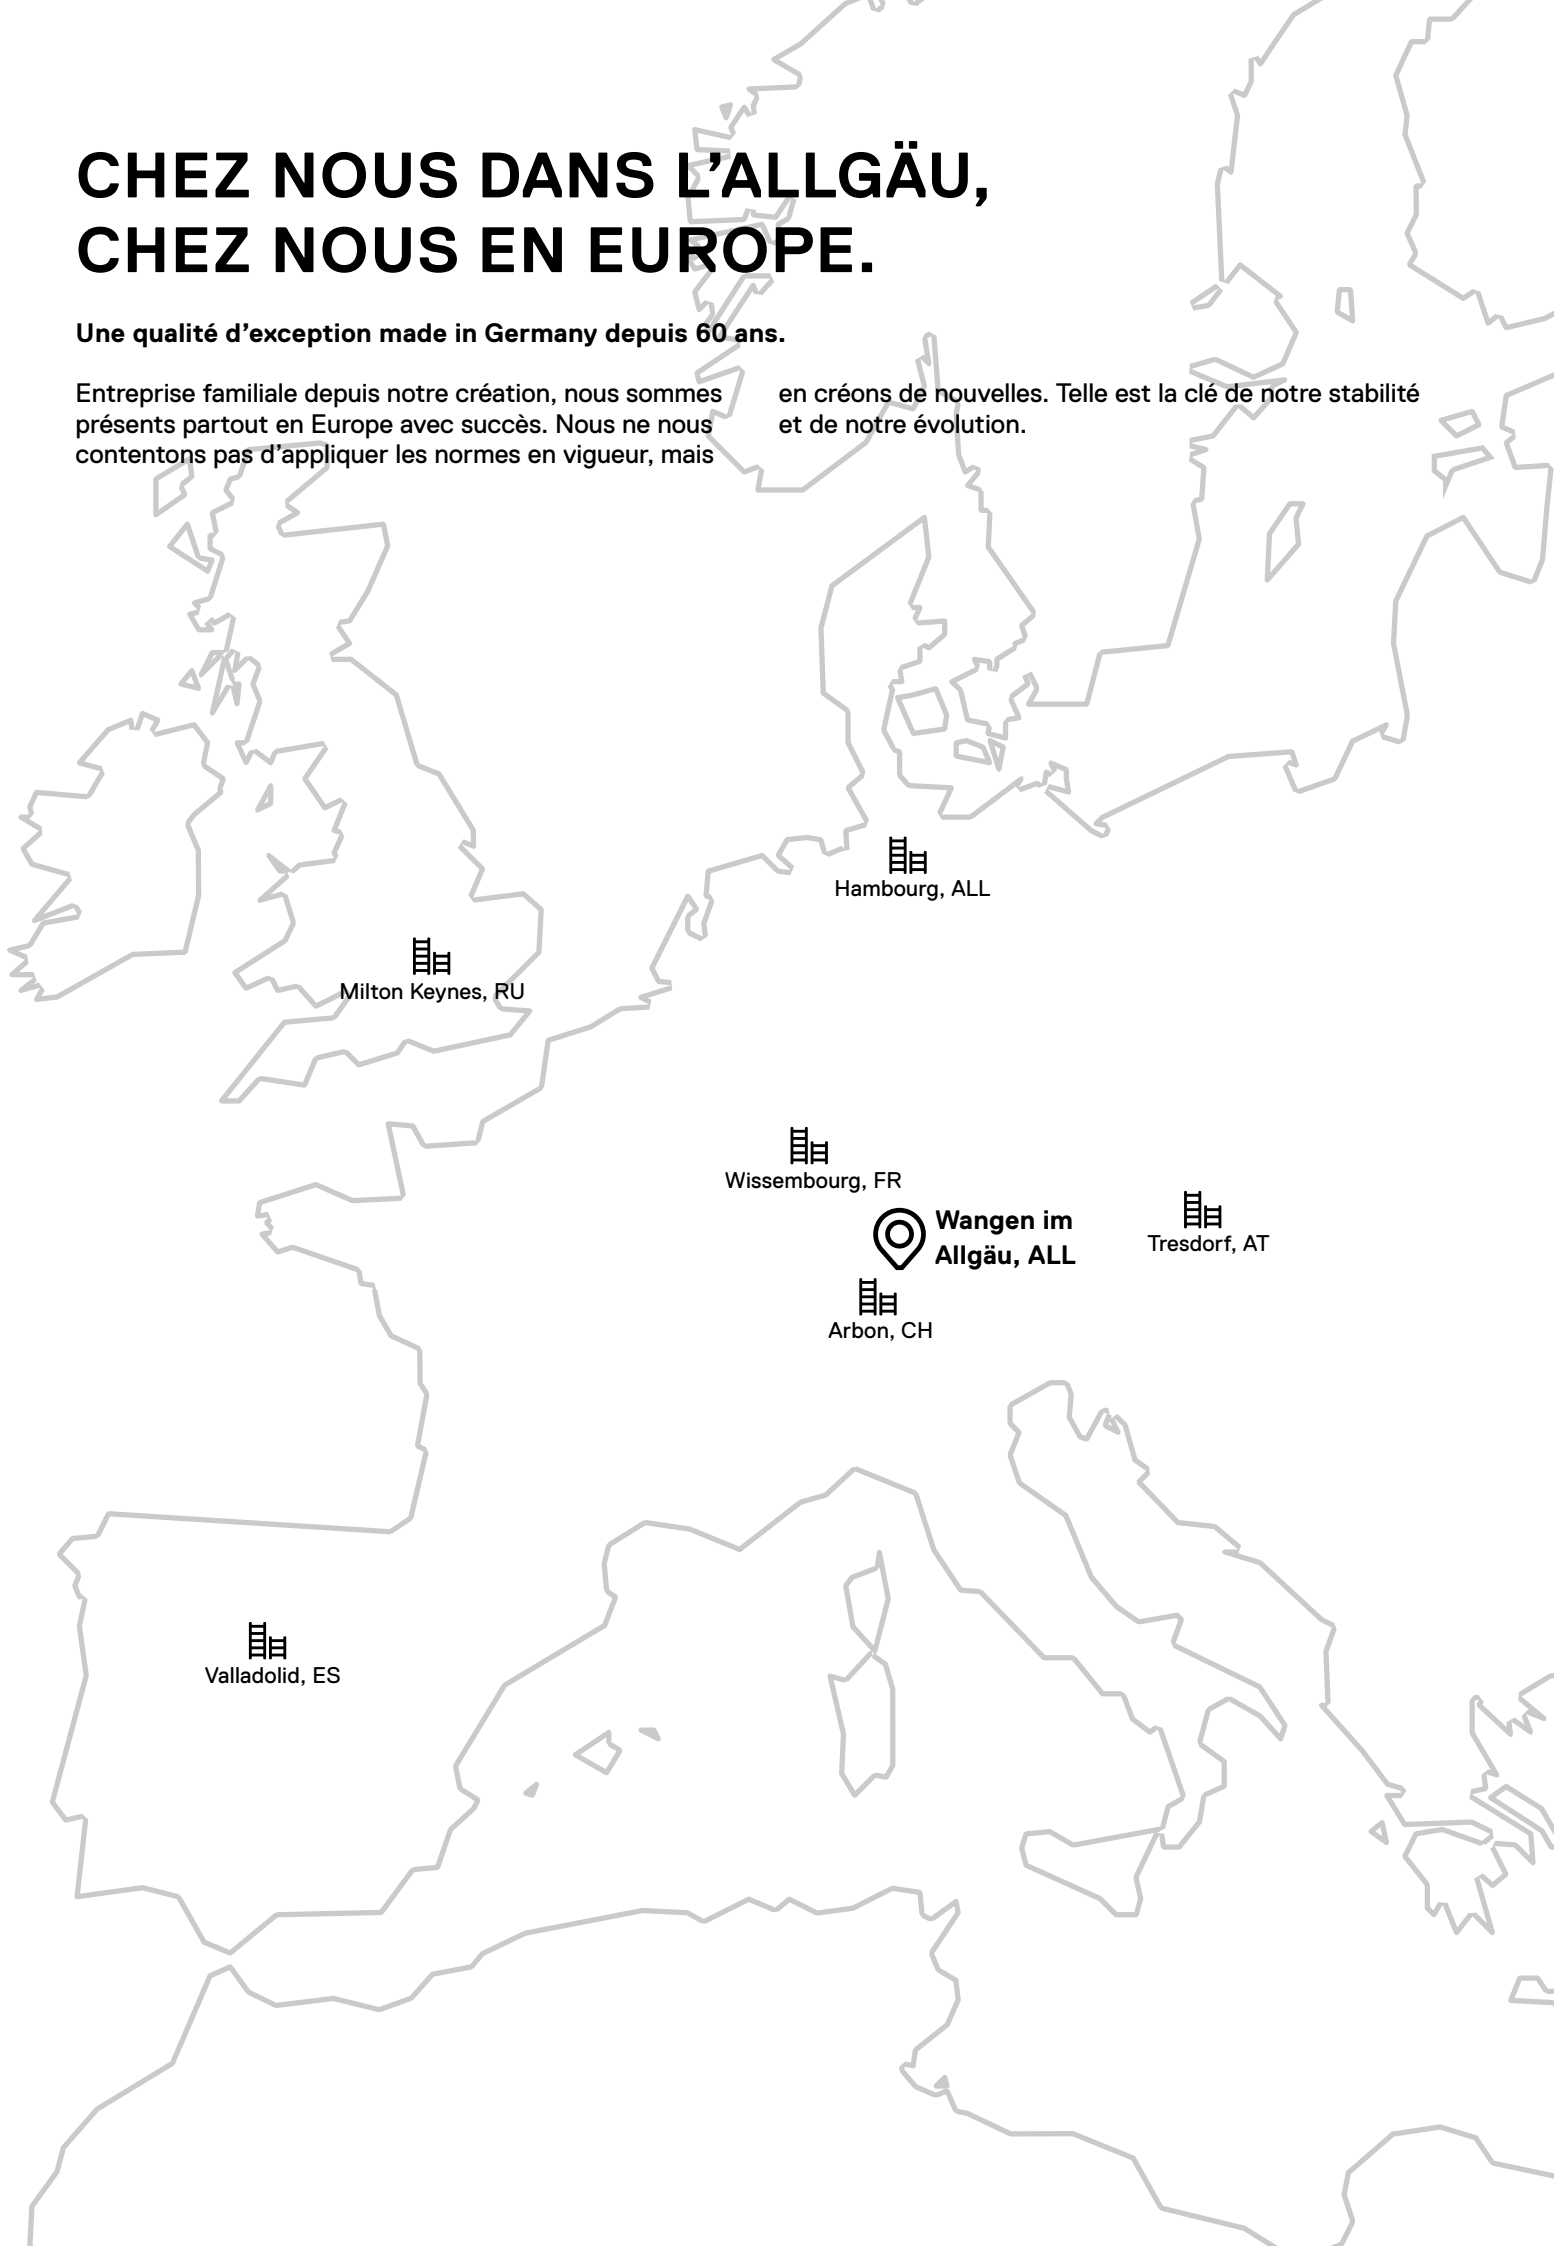 CHEZ NOUS DANS L’ALLGÄU,
CHEZ NOUS EN EUROPE.
Une qualité d’exception made in Germany depuis 60 ans.
Entreprise familiale depuis notre création, nous sommes
présents partout en Europe avec succès. Nous ne nous
contentons pas d’appliquer les normes en vigueur, mais
en créons de nouvelles. Telle est la clé de notre stabilité
et de notre évolution.
Hambourg, ALL
Milton Keynes, RU
Wissembourg, FR
Wangen im
Allgäu, ALL
Tresdorf, AT
Arbon, CH
Valladolid, ES